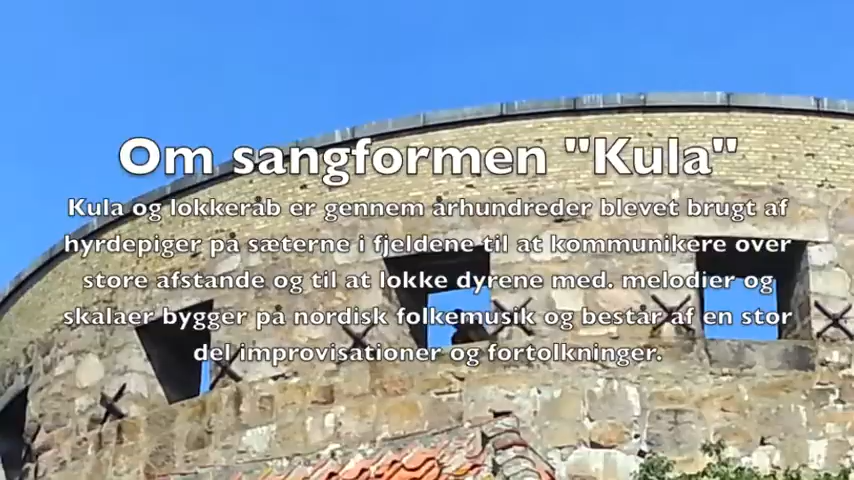 Om sangformen "Kula"
Kula og lokkeråb er gennem århundreder blevet brugt af
hyrdepiger på sæterne i fjeldene til at kommunikere over
store afstande og til at lokke dyrene med. melodier og
skalaer bygger på nordisk folkemusik og består af en stor
del improvisationer og fortolkninger.